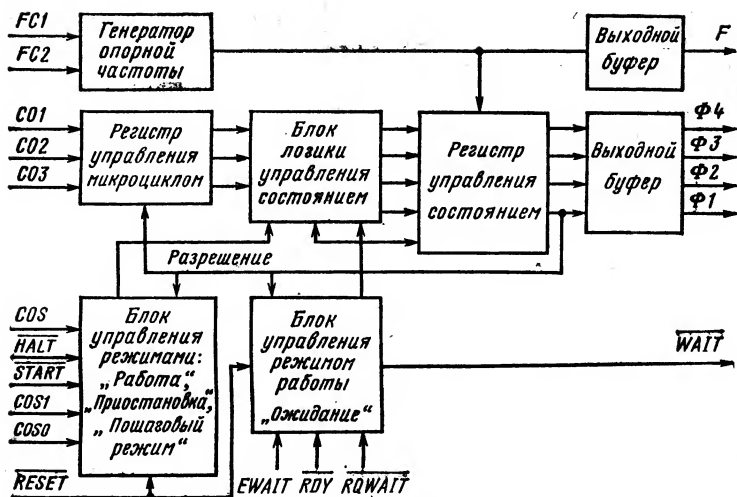 FC1
FC2
Генератор
опорной
частоты
Выходной
буфер
F
CO1
CO2
CO3
Регистр
управления
микроциклом
Блок
логики
управления
состоянием
Регистр
управления
состоянием
Выходной
буфер
Ф4
Ф3
Ф2
Ф1
Разрешение
COS
HALT
START
COS1
COS0
RESET
Блок
управления
режимами:
„Работа“,
„Приостановка“,
„Пошаговый
режим“
Блок
управления
режимом
работы
„Ожидание“
WAIT
EWAIT RDY RQWAIT